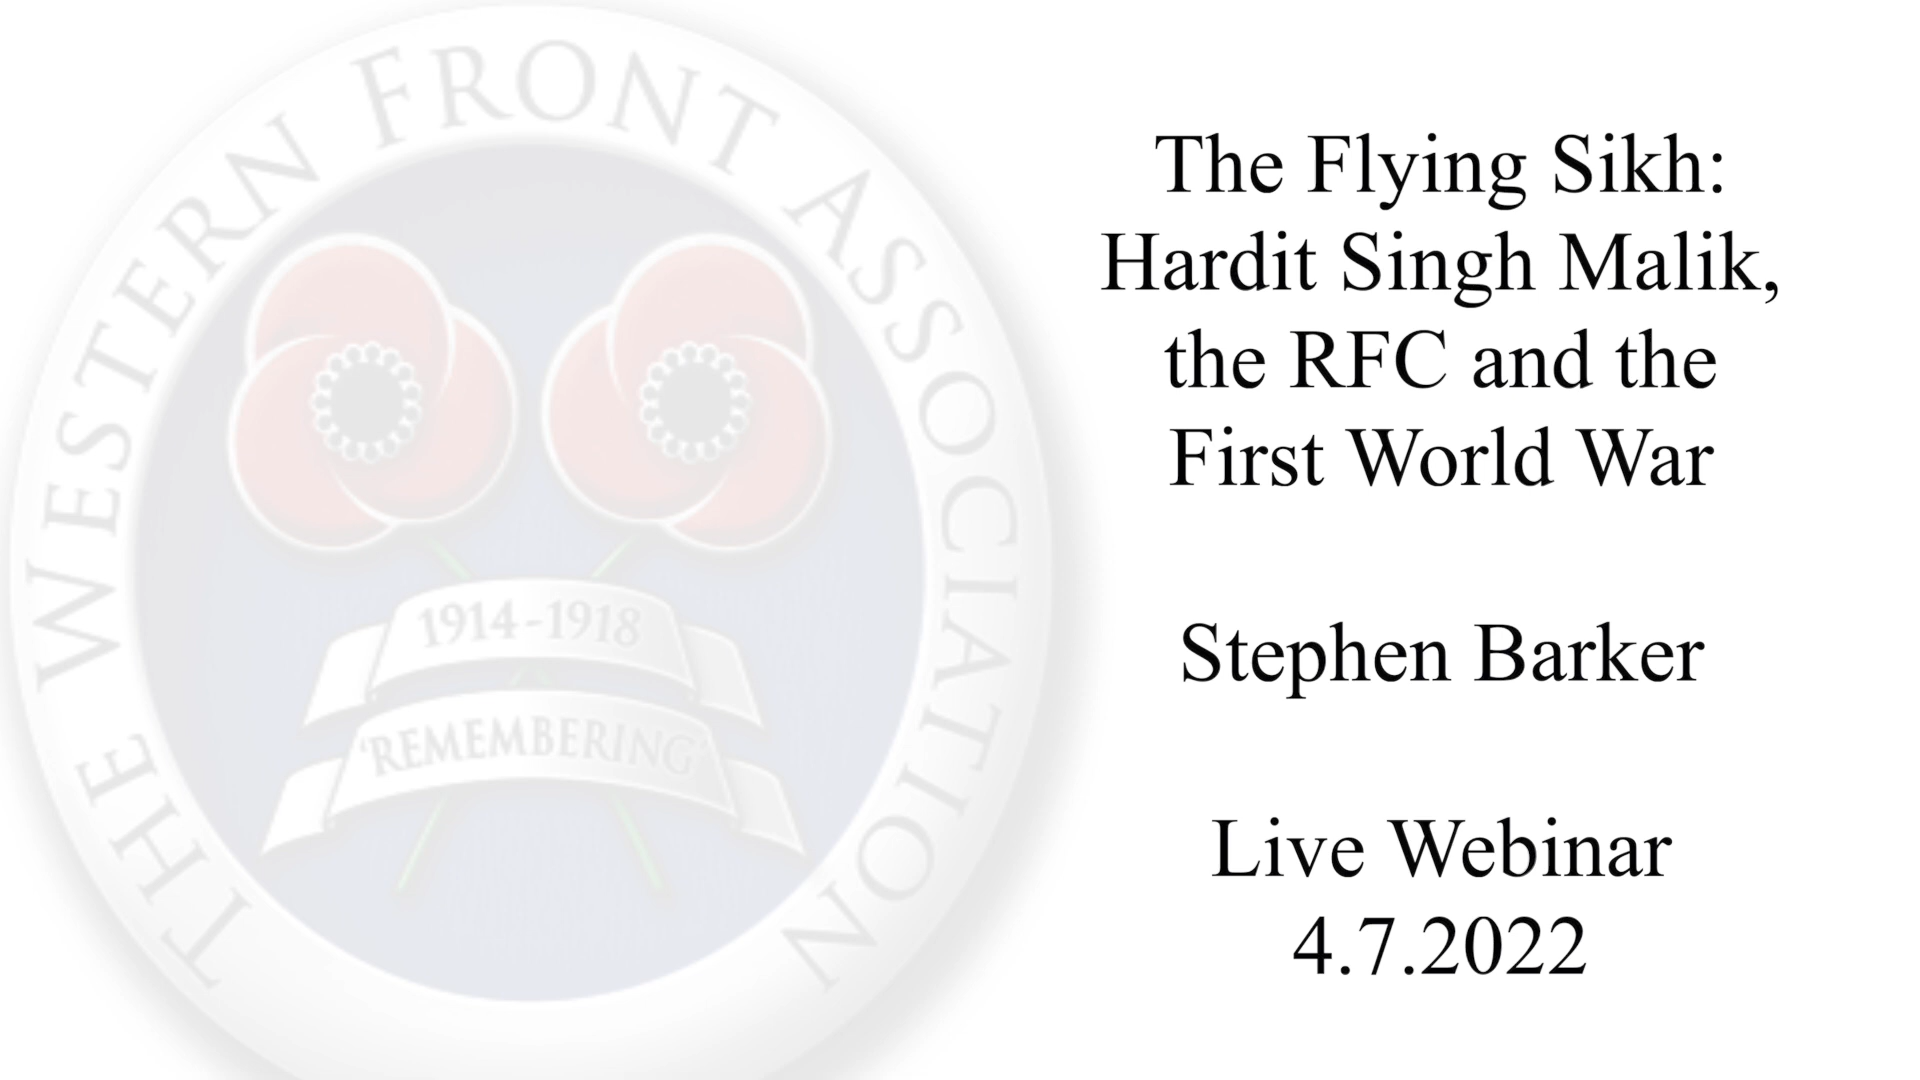 THE WESTERN FRONT ASSOCIATION
1914-1918
'REMEMBERING'
The Flying Sikh:
Hardit Singh Malik,
the RFC and the
First World War
Stephen Barker
Live Webinar
4.7.2022